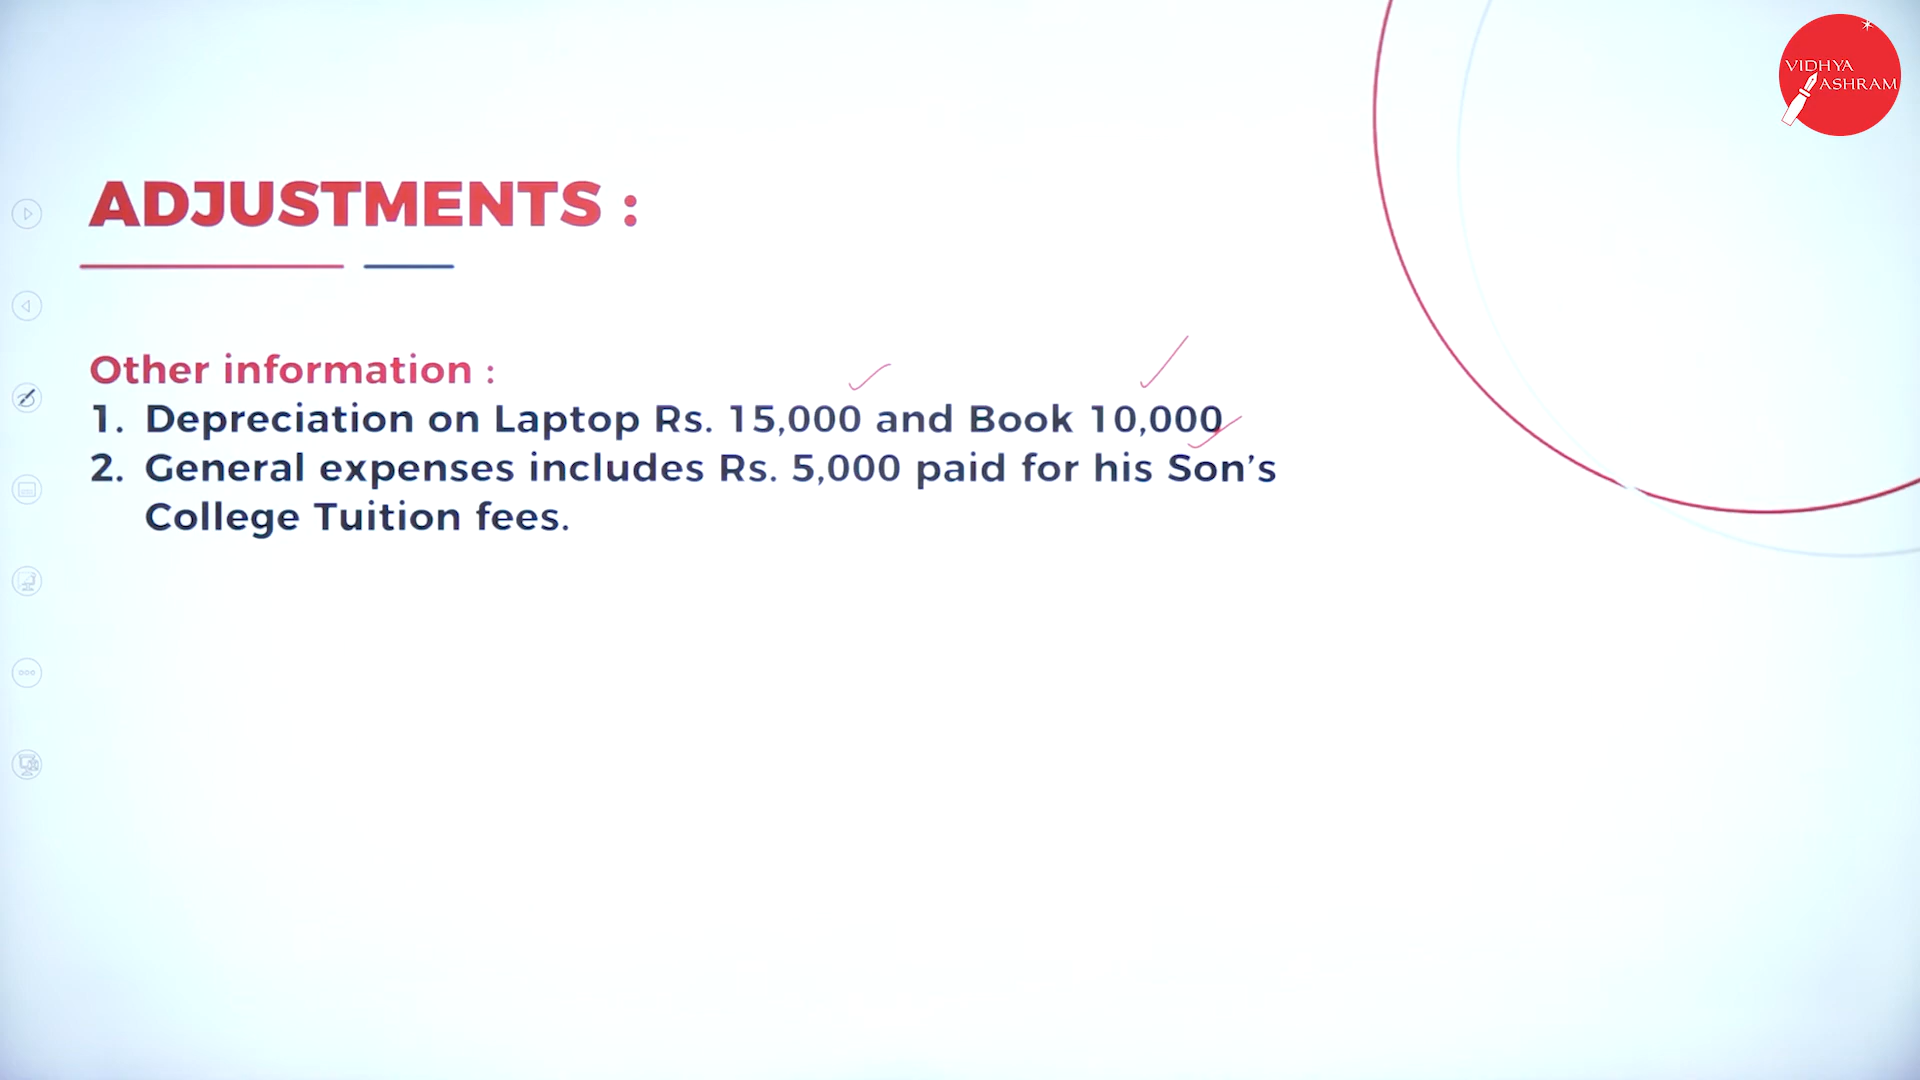 VIDHYA
ASHRAM
ADJUSTMENTS :
Other information :
1. Depreciation on Laptop Rs. 15,000 and Book 10,000
2. General expenses includes Rs. 5,000 paid for his Son's
College Tuition fees.